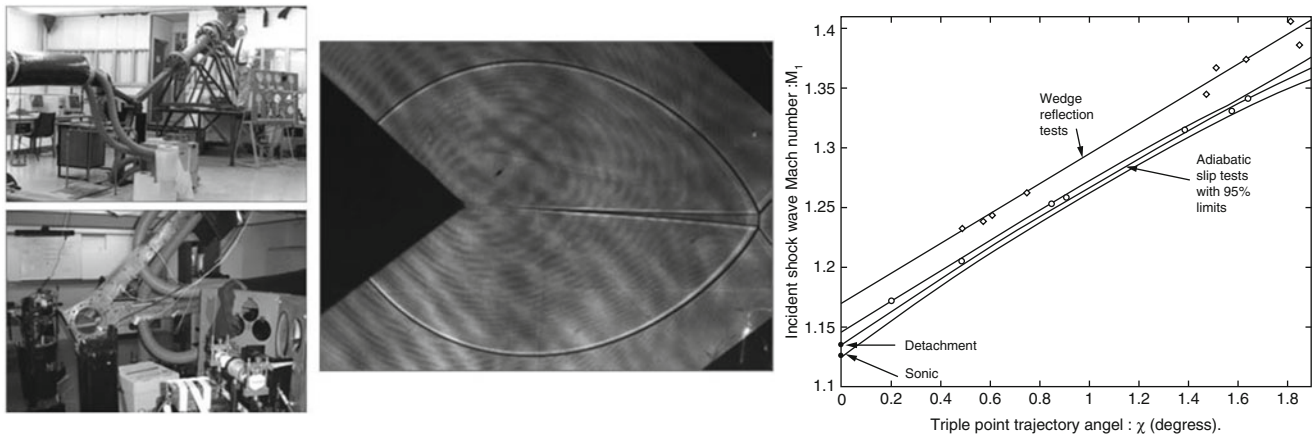 Incident shock wave Mach number :M1
1.4
1.35
1.3
1.25
1.2
1.15
1.1
Wedge
reflection
tests
Adiabatic
slip tests
with 95%
limits
Detachment
Sonic
0
0.2
0.4
0.6
0.8
1
1.2
1.4
1.6
1.8
Triple point trajectory angel : χ (degress).